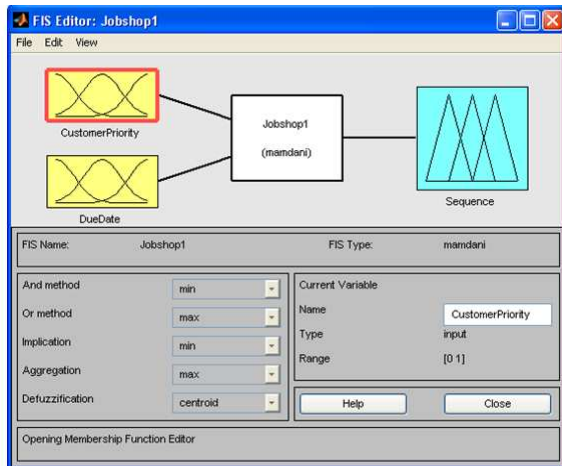 FIS Editor: Jobshop1
File Edit View
CustomerPriority
DueDate
Jobshop1
(mamdani)
Sequence
FIS Name: Jobshop1 FIS Type: mamdani
And method min
Or method max
Implication min
Aggregation max
Defuzzification centroid
Current Variable
Name CustomerPriority
Type input
Range [0 1]
Help Close
Opening Membership Function Editor